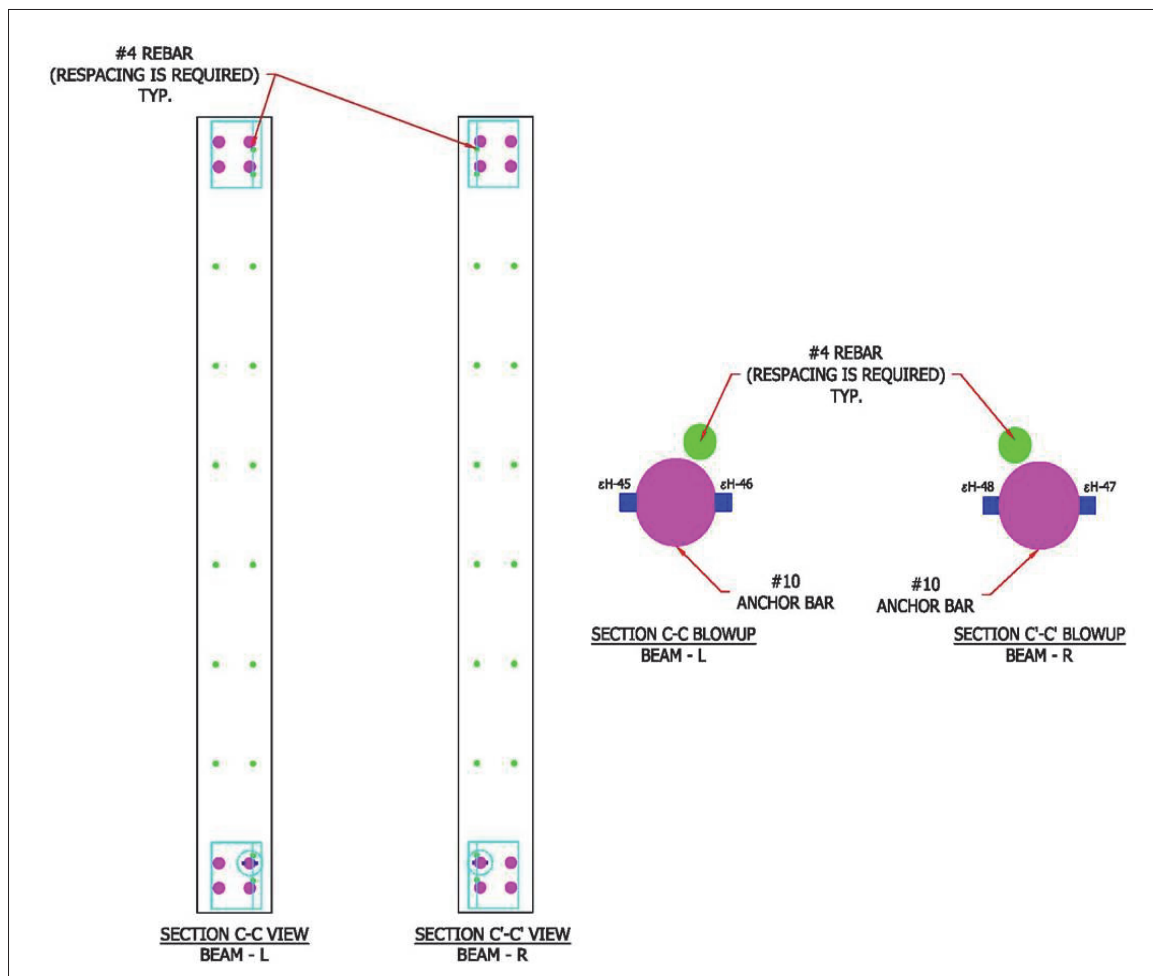 #4 REBAR
(RESPACING IS REQUIRED)
TYP.
#4 REBAR
(RESPACING IS REQUIRED)
TYP.
εH-45
εH-46
εH-48
εH-47
#10
ANCHOR BAR
#10
ANCHOR BAR
SECTION C-C BLOWUP
BEAM - L
SECTION C'-C' BLOWUP
BEAM - R
SECTION C-C VIEW
BEAM - L
SECTION C'-C' VIEW
BEAM - R